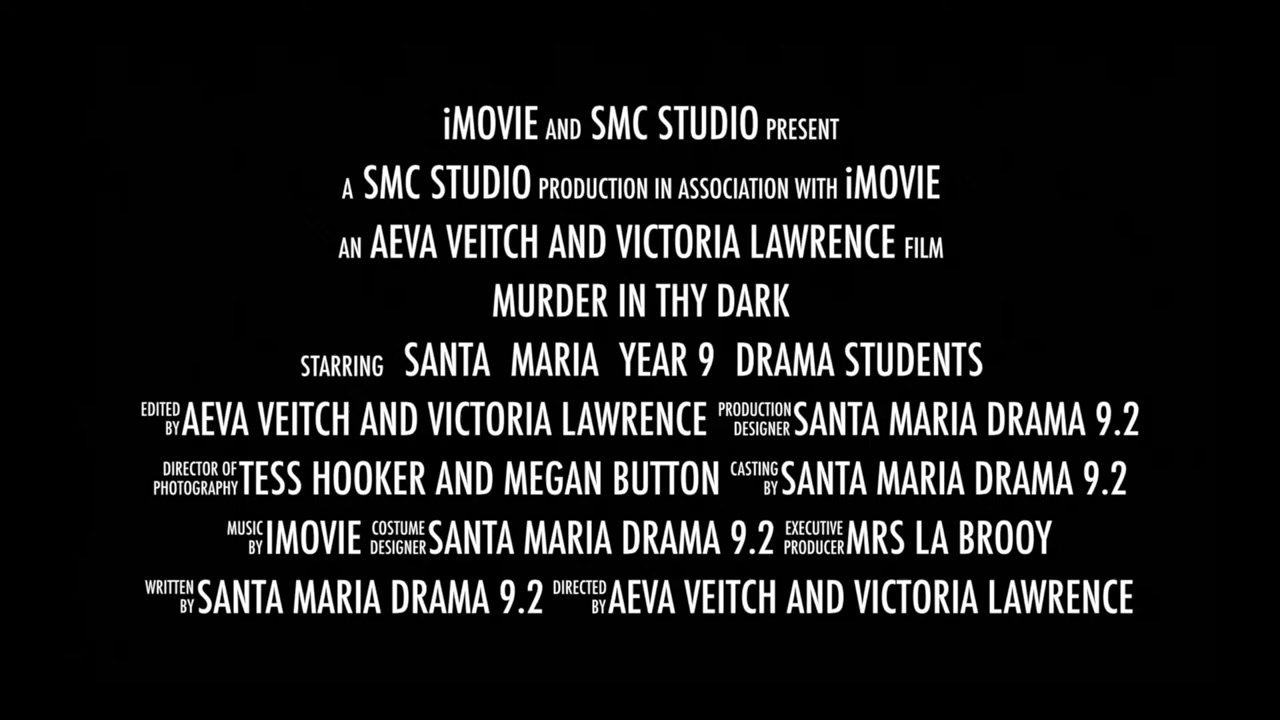 iMOVIE AND SMC STUDIO PRESENT
A SMC STUDIO PRODUCTION IN ASSOCIATION WITH iMOVIE
AN AEVA VEITCH AND VICTORIA LAWRENCE FILM
MURDER IN THY DARK
STARRING SANTA MARIA YEAR 9 DRAMA STUDENTS
EDITED BY AEVA VEITCH AND VICTORIA LAWRENCE PRODUCTION DESIGNER SANTA MARIA DRAMA 9.2
DIRECTOR OF PHOTOGRAPHY TESS HOOKER AND MEGAN BUTTON CASTING BY SANTA MARIA DRAMA 9.2
MUSIC BY IMOVIE COSTUME DESIGNER SANTA MARIA DRAMA 9.2 EXECUTIVE PRODUCER MRS LA BROOY
WRITTEN BY SANTA MARIA DRAMA 9.2 DIRECTED BY AEVA VEITCH AND VICTORIA LAWRENCE